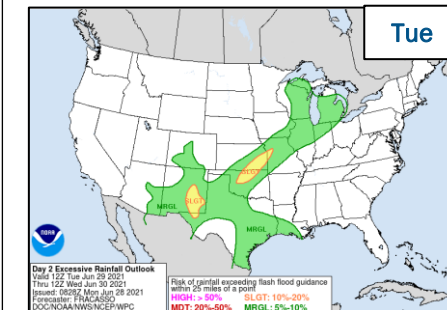 Tue
SLGT
SLGT
MRGL
MRGL
NOAA
Day 2 Excessive Rainfall Outlook
Valid 12Z Tue Jun 29 2021
Thru 12Z Wed Jun 30 2021
Issued: 0828Z Mon Jun 28 2021
Forecaster: FRACASSO
DOC/NOAA/NWS/NCEP/WPC
Risk of rainfall exceeding flash flood guidance
within 25 miles of a point
HIGH: > 50% SLGT: 10%-20%
MDT: 20%-50% MRGL: 5%-10%